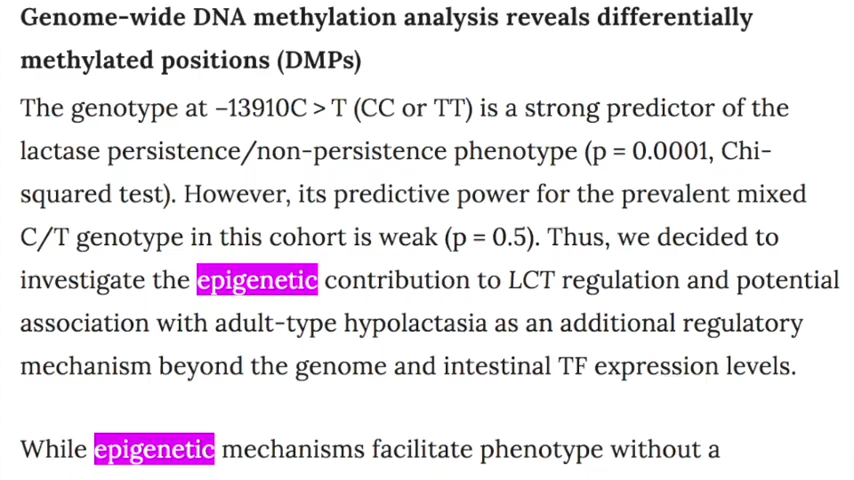 Genome-wide DNA methylation analysis reveals differentially
methylated positions (DMPs)
The genotype at −13910C > T (CC or TT) is a strong predictor of the
lactase persistence/non-persistence phenotype (p = 0.0001, Chi-
squared test). However, its predictive power for the prevalent mixed
C/T genotype in this cohort is weak (p = 0.5). Thus, we decided to
investigate the epigenetic contribution to LCT regulation and potential
association with adult-type hypolactasia as an additional regulatory
mechanism beyond the genome and intestinal TF expression levels.
While epigenetic mechanisms facilitate phenotype without a